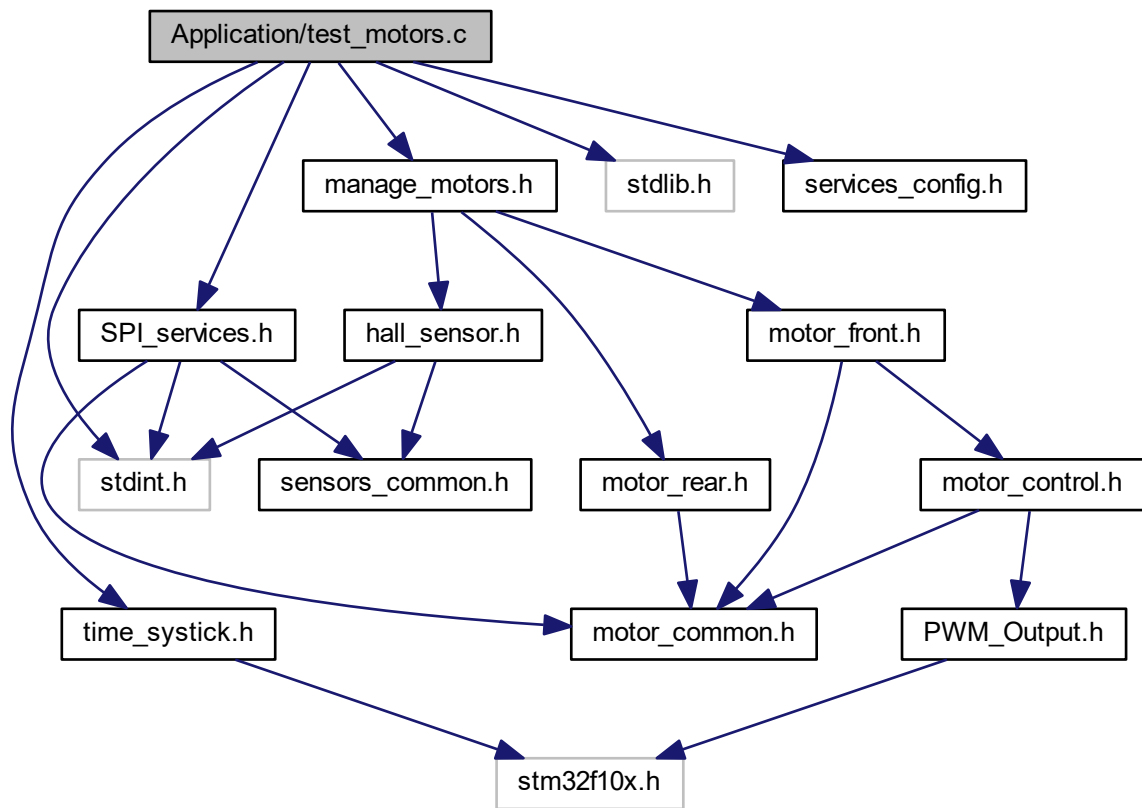 Application/test_motors.c
manage_motors.h
stdlib.h
services_config.h
SPI_services.h
hall_sensor.h
motor_front.h
stdint.h
sensors_common.h
motor_rear.h
motor_control.h
time_systick.h
motor_common.h
PWM_Output.h
stm32f10x.h